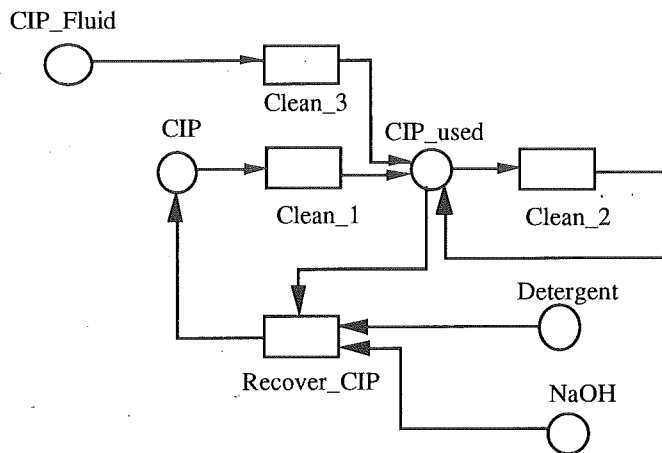 CIP_Fluid
Clean_3
CIP
CIP_used
Clean_1
Clean_2
Detergent
Recover_CIP
NaOH